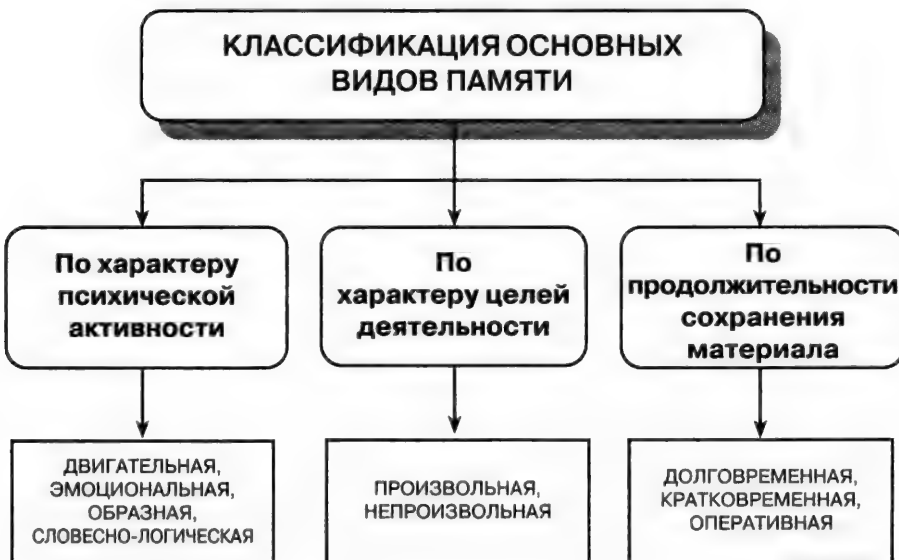 КЛАССИФИКАЦИЯ ОСНОВНЫХ
ВИДОВ ПАМЯТИ
По характеру
психической
активности
По
характеру целей
деятельности
По
продолжительности
сохранения
материала
ДВИГАТЕЛЬНАЯ,
ЭМОЦИОНАЛЬНАЯ,
ОБРАЗНАЯ,
СЛОВЕСНО-ЛОГИЧЕСКАЯ
ПРОИЗВОЛЬНАЯ,
НЕПРОИЗВОЛЬНАЯ
ДОЛГОВРЕМЕННАЯ,
КРАТКОВРЕМЕННАЯ,
ОПЕРАТИВНАЯ